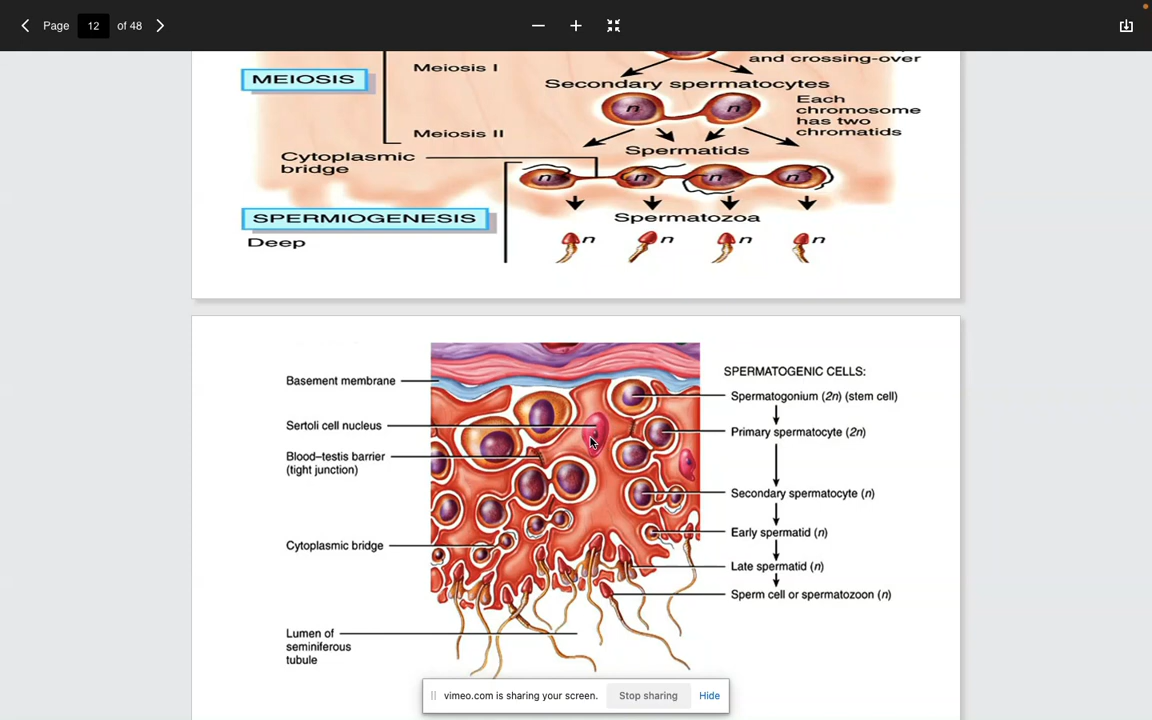 Page 12 of 48
and crossing-over
MEIOSIS
Meiosis I
Secondary spermatocytes
n
n
Each
chromosome
has two
chromatids
Meiosis II
Spermatids
Cytoplasmic
bridge
n
n
n
n
SPERMIOGENESIS
Spermatozoa
Deep
n
n
n
n
SPERMATOGENIC CELLS:
Basement membrane
Spermatogonium (2n) (stem cell)
Sertoli cell nucleus
Primary spermatocyte (2n)
Blood–testis barrier
(tight junction)
Secondary spermatocyte (n)
Early spermatid (n)
Cytoplasmic bridge
Late spermatid (n)
Sperm cell or spermatozoon (n)
Lumen of
seminiferous
tubule
vimeo.com is sharing your screen. Stop sharing Hide